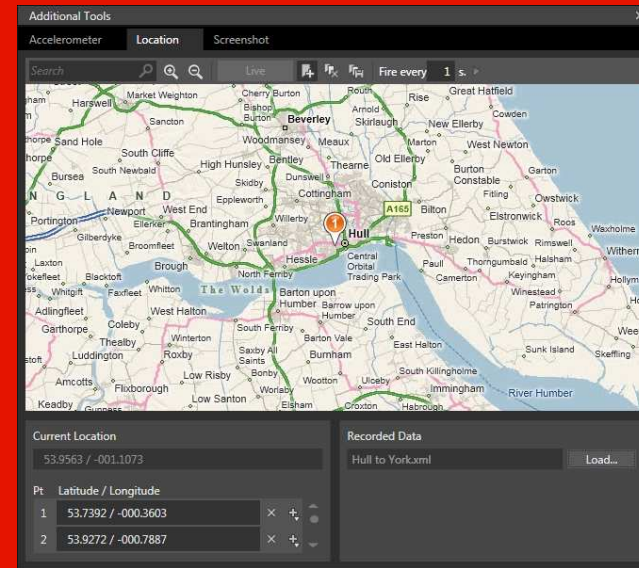 Additional Tools
Accelerometer Location Screenshot
Search Live Fire every 1 s.
Market Weighton Cherry Burton Routh Rise Great Hatfield
Harswell Bishop Burton Beverley Arnold Skirlaugh Cowden
Sancton New Ellerby
Sand Hole Woodmansey Meaux Marton West Newton
South Cliffe Bentley Thearne Old Ellerby
Bursea South Newbald High Hunsley Dunswell Coniston Burton Constable Garton
Skidby Cottingham Fitling Owstwick
N G L A N D Eppleworth A165 Bilton Elstronwick
Portington Newport West End Willerby Roos
Ellerker Brantingham Hull Preston Hedon Burstwick Rimswell Waxholme
Gilberdyke Broomfleet Welton Swanland
Laxton Hessle Central Orbital Trading Park Paull Thorngumbald Halsham
Brough North Ferriby Camerton Keyingham
Yokefleet Blacktoft
Whitgift Faxfleet Whitton The Wolds Barton upon Humber Winestead
Adlingfleet West Halton Barrow upon Humber Patrington
Coleby South Ferriby South End
Garthorpe Thealby Winterton Barton Vale East Halton
Luddington Roxby Saxby All Saints Burnham Sunk Island Skeffling
Low Risby Bonby South Killingholme
Amcotts Flixborough Worlaby Wootton Ulceby Immingham River Humber
Keadby Gunness Low Santon Elsham Croxton Habrough
Current Location Recorded Data
53.9563 / -001.1073 Hull to York.xml Load...
Pt Latitude / Longitude
1 53.7392 / -000.3603
2 53.9272 / -000.7887